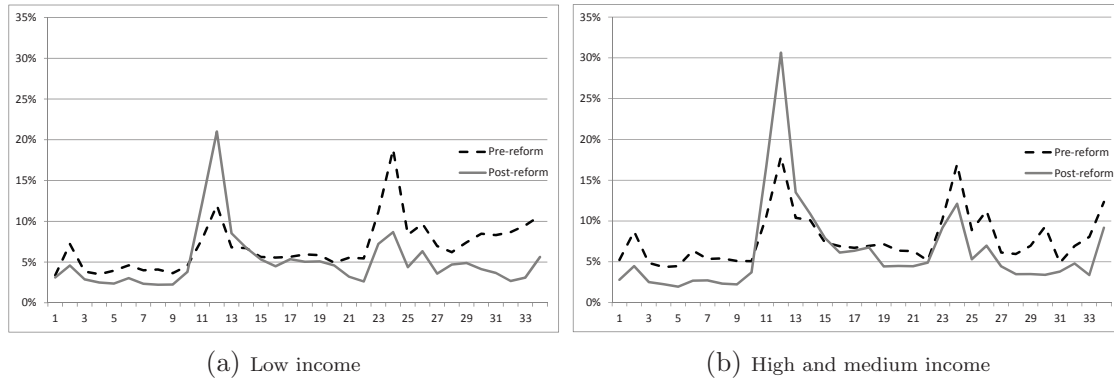 35%
30%
25%
20%
15%
10%
5%
0%
Pre-reform
Post-reform
1 3 5 7 9 11 13 15 17 19 21 23 25 27 29 31 33
(a) Low income
35%
30%
25%
20%
15%
10%
5%
0%
Pre-reform
Post-reform
1 3 5 7 9 11 13 15 17 19 21 23 25 27 29 31 33
(b) High and medium income